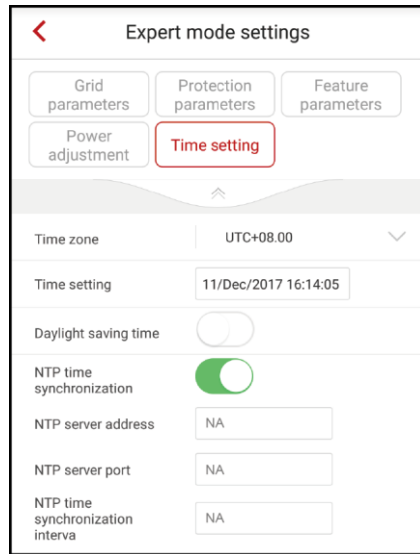 Expert mode settings
Grid
parameters
Protection
parameters
Feature
parameters
Power
adjustment
Time setting
Time zone
UTC+08.00
Time setting
11/Dec/2017 16:14:05
Daylight saving time
NTP time
synchronization
NTP server address
NA
NTP server port
NA
NTP time
synchronization
interva
NA